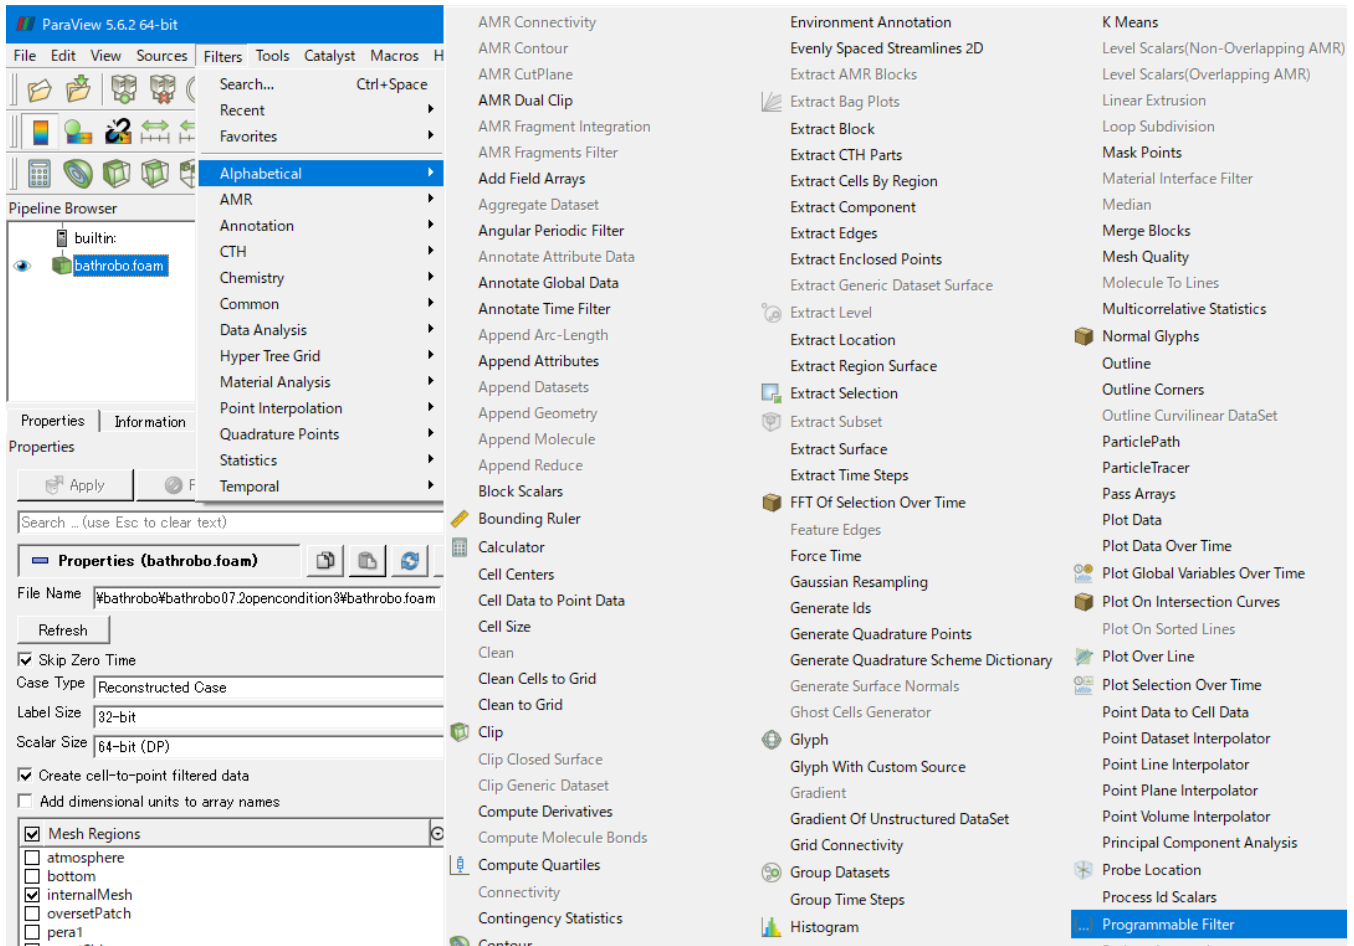 ParaView 5.6.2 64-bit
File Edit View Sources Filters Tools Catalyst Macros H
Search... Ctrl+Space
Recent
Favorites
Alphabetical
AMR
Annotation
CTH
Chemistry
Common
Data Analysis
Hyper Tree Grid
Material Analysis
Point Interpolation
Quadrature Points
Statistics
Temporal
Pipeline Browser
builtin:
bathrobo.foam
Properties Information
Properties
Apply
Search ... (use Esc to clear text)
Properties (bathrobo.foam)
File Name ¥bathrobo¥bathrobo07.2opencondition3¥bathrobo.foam
Refresh
Skip Zero Time
Case Type Reconstructed Case
Label Size 32-bit
Scalar Size 64-bit (DP)
Create cell-to-point filtered data
Add dimensional units to array names
Mesh Regions
atmosphere
bottom
internalMesh
oversetPatch
pera1
AMR Connectivity
AMR Contour
AMR CutPlane
AMR Dual Clip
AMR Fragment Integration
AMR Fragments Filter
Add Field Arrays
Aggregate Dataset
Angular Periodic Filter
Annotate Attribute Data
Annotate Global Data
Annotate Time Filter
Append Arc-Length
Append Attributes
Append Datasets
Append Geometry
Append Molecule
Append Reduce
Block Scalars
Bounding Ruler
Calculator
Cell Centers
Cell Data to Point Data
Cell Size
Clean
Clean Cells to Grid
Clean to Grid
Clip
Clip Closed Surface
Clip Generic Dataset
Compute Derivatives
Compute Molecule Bonds
Compute Quartiles
Connectivity
Contingency Statistics
Contour
Environment Annotation
Evenly Spaced Streamlines 2D
Extract AMR Blocks
Extract Bag Plots
Extract Block
Extract CTH Parts
Extract Cells By Region
Extract Component
Extract Edges
Extract Enclosed Points
Extract Generic Dataset Surface
Extract Level
Extract Location
Extract Region Surface
Extract Selection
Extract Subset
Extract Surface
Extract Time Steps
FFT Of Selection Over Time
Feature Edges
Force Time
Gaussian Resampling
Generate Ids
Generate Quadrature Points
Generate Quadrature Scheme Dictionary
Generate Surface Normals
Ghost Cells Generator
Glyph
Glyph With Custom Source
Gradient
Gradient Of Unstructured DataSet
Grid Connectivity
Group Datasets
Group Time Steps
Histogram
K Means
Level Scalars(Non-Overlapping AMR)
Level Scalars(Overlapping AMR)
Linear Extrusion
Loop Subdivision
Mask Points
Material Interface Filter
Median
Merge Blocks
Mesh Quality
Molecule To Lines
Multicorrelative Statistics
Normal Glyphs
Outline
Outline Corners
Outline Curvilinear DataSet
ParticlePath
ParticleTracer
Pass Arrays
Plot Data
Plot Data Over Time
Plot Global Variables Over Time
Plot On Intersection Curves
Plot On Sorted Lines
Plot Over Line
Plot Selection Over Time
Point Data to Cell Data
Point Dataset Interpolator
Point Line Interpolator
Point Plane Interpolator
Point Volume Interpolator
Principal Component Analysis
Probe Location
Process Id Scalars
Programmable Filter